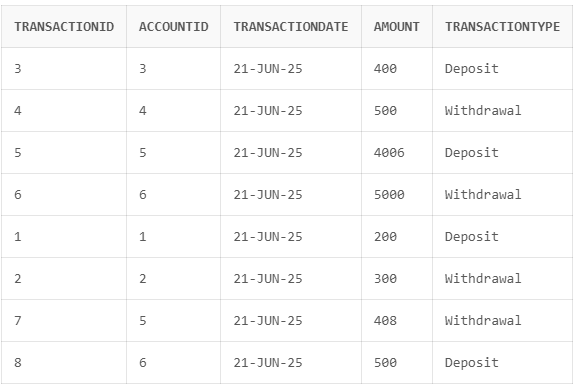 TRANSACTIONID ACCOUNTID TRANSACTIONDATE AMOUNT TRANSACTIONTYPE
3 3 21-JUN-25 400 Deposit
4 4 21-JUN-25 500 Withdrawal
5 5 21-JUN-25 4006 Deposit
6 6 21-JUN-25 5000 Withdrawal
1 1 21-JUN-25 200 Deposit
2 2 21-JUN-25 300 Withdrawal
7 5 21-JUN-25 408 Withdrawal
8 6 21-JUN-25 500 Deposit